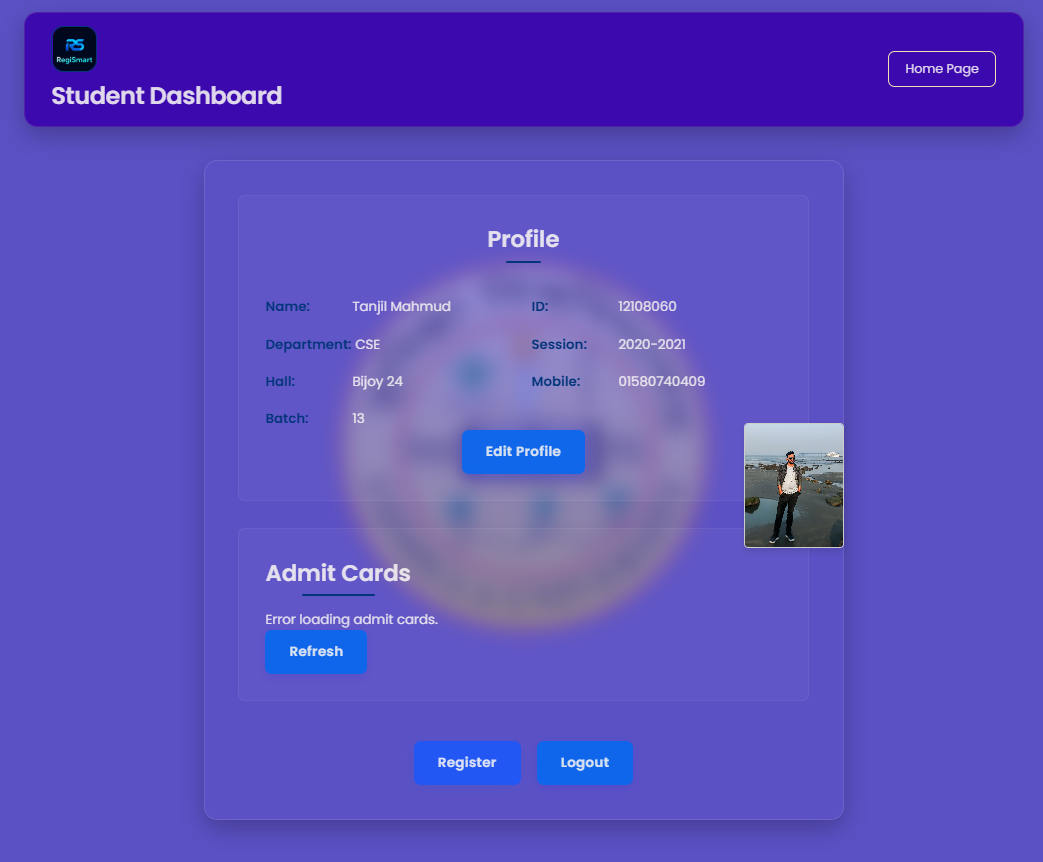 RS
RegiSmart
Student Dashboard
Home Page
Profile
Name: Tanjil Mahmud
ID: 12108060
Department: CSE
Session: 2020-2021
Hall: Bijoy 24
Mobile: 01580740409
Batch: 13
Edit Profile
Admit Cards
Error loading admit cards.
Refresh
Register
Logout